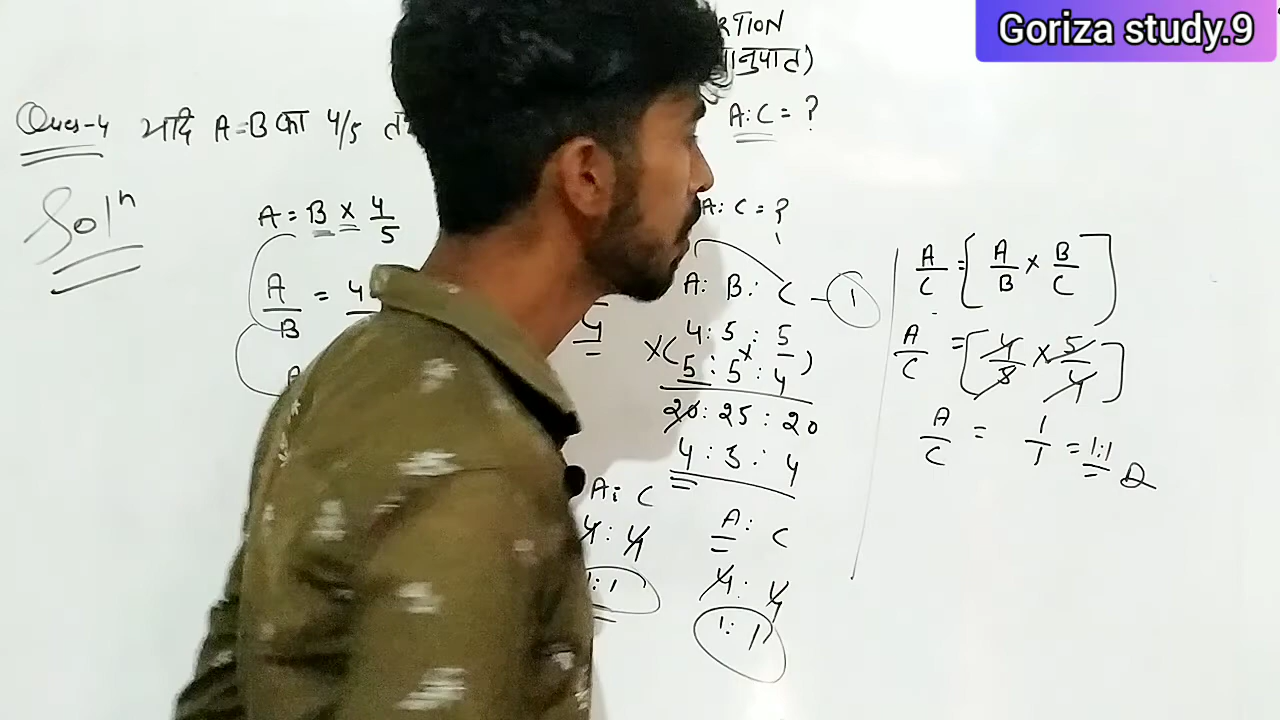 Goriza study.9
RTION
ानुपात)
Ques-4 यदि A=B का 4/5 त
A:C = ?
Solⁿ
A = B × 4/5
A/B = 4
A
4
A: C = ?
A: B: C - 1
4:5 : 5
×(5 : 5 × : 4)
20: 25 : 20
4 : 5 : 4
A: C
4 : 4
1:1
A: C
4 : 4
1: 1
A/C = [A/B × B/C]
A/C = [4/5 × 5/4]
A/C = 1/1 = 1:1